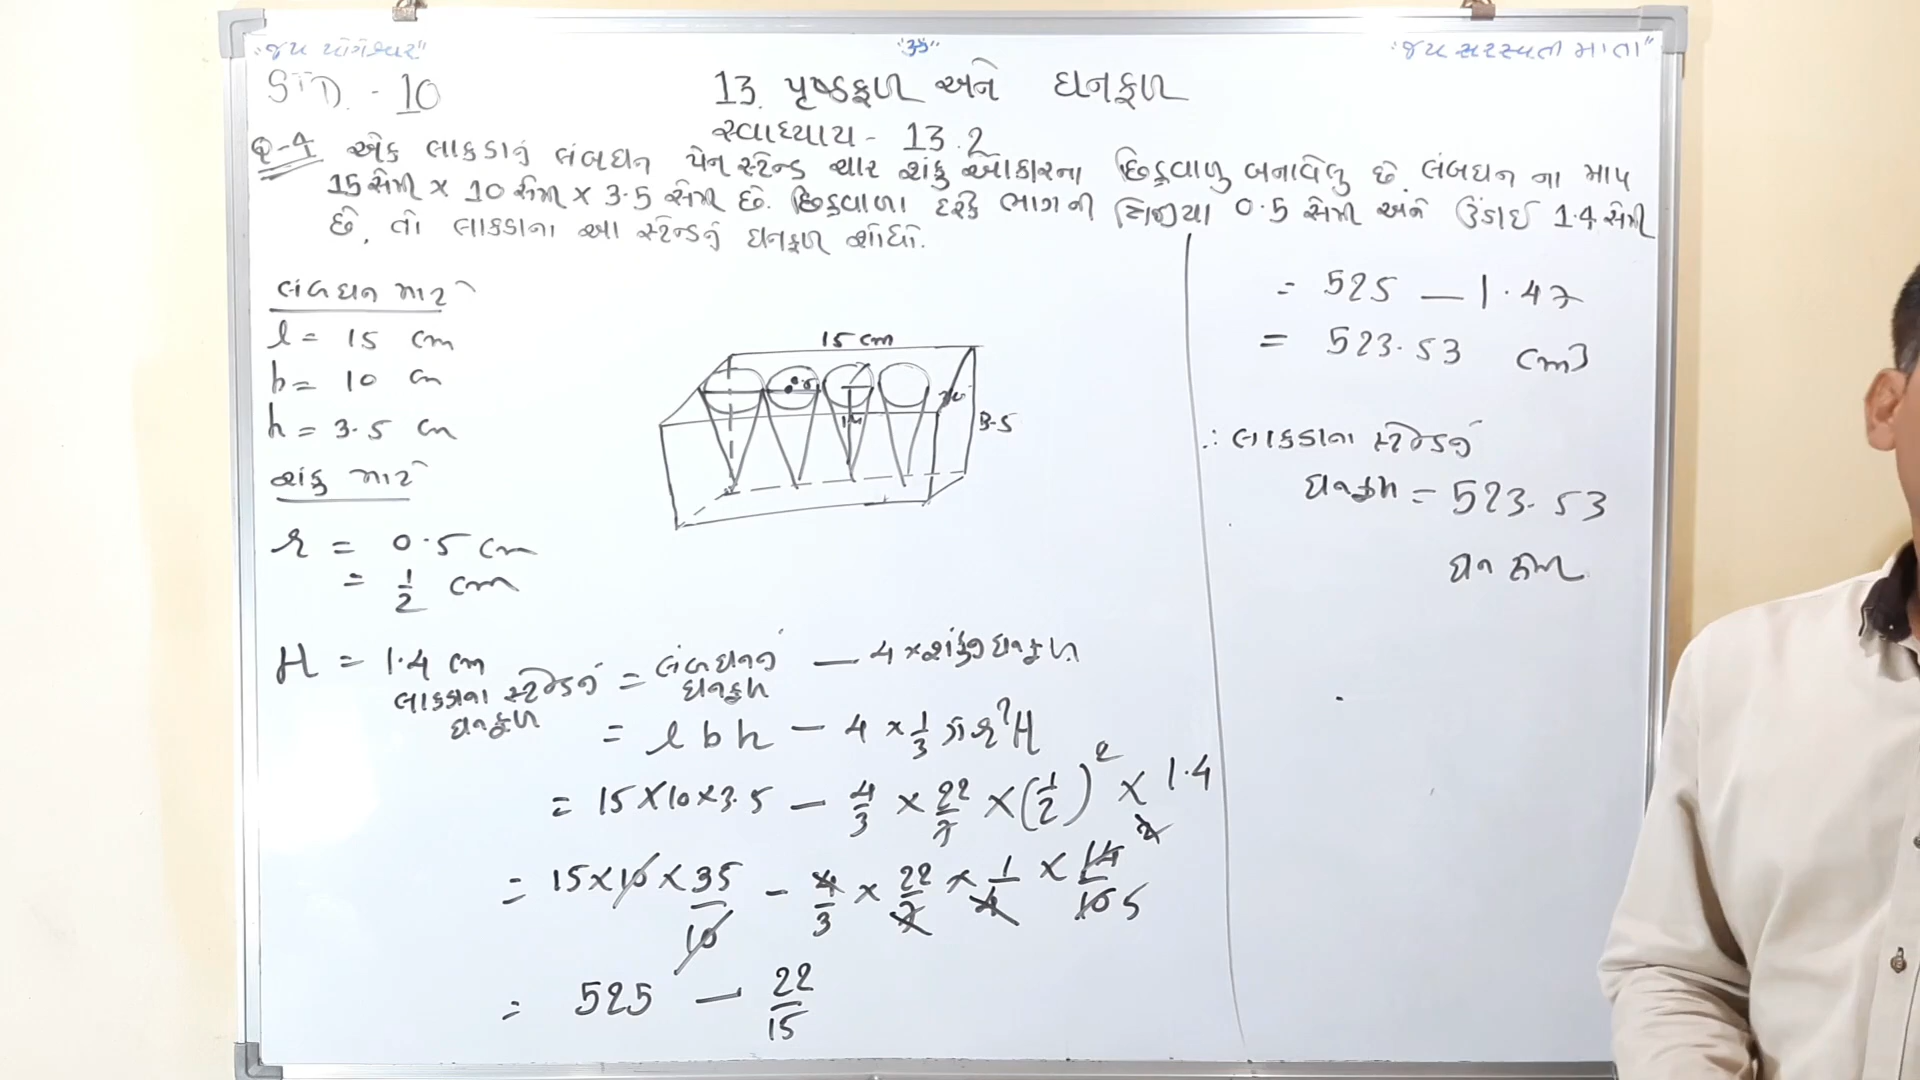 "જય યોગેશ્વર"
"ૐ"
"જય સરસ્વતી માતા"
STD. - 10
13. પૃષ્ઠફળ અને ઘનફળ
સ્વાધ્યાય - 13.2
Q-4 એક લાકડાનું લંબઘન પેન સ્ટેન્ડ ચાર શંકુ આકારના છિદ્રવાળુ બનાવેલુ છે. લંબઘન ના માપ
15 સેમી × 10 સેમી × 3.5 સેમી છે. છિદ્રવાળા દરેક ભાગની ત્રિજ્યા 0.5 સેમી અને ઉંડાઈ 1.4 સેમી
છે, તો લાકડાના આ સ્ટેન્ડનું ઘનફળ શોધો.
લંબઘન માટે
l = 15 cm
b = 10 cm
h = 3.5 cm
શંકુ માટે
r = 0.5 cm
= 1/2 cm
H = 1.4 cm
15 cm
3.5
લાકડાના સ્ટેન્ડનું ઘનફળ = લંબઘનનું ઘનફળ — 4 × શંકુનું ઘનફળ
= l b h — 4 × 1/3 πr²H
= 15 × 10 × 3.5 — 4/3 × 22/7 × (1/2)² × 1.4
= 15 × 10 × 35/10 - 4/3 × 22/7 × 1/4 × 14/10 2 5
= 525 — 22/15
= 525 — 1.47
= 523.53 cm3
∴ લાકડાના સ્ટેન્ડનું
ઘનફળ = 523.53
ઘન સેમી